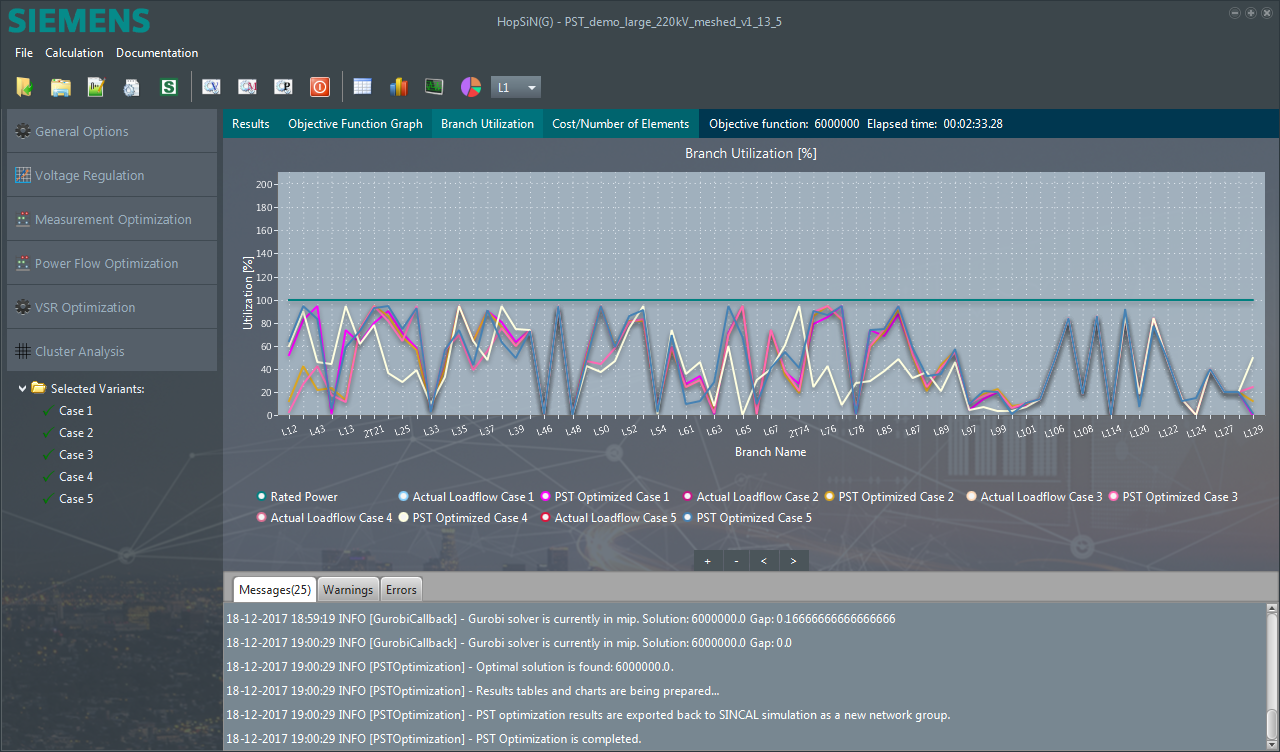 SIEMENS
HopSiN(G) - PST_demo_large_220kV_meshed_v1_13_5
File Calculation Documentation
L1
General Options
Voltage Regulation
Measurement Optimization
Power Flow Optimization
VSR Optimization
Cluster Analysis
Selected Variants:
Case 1
Case 2
Case 3
Case 4
Case 5
Results Objective Function Graph Branch Utilization Cost/Number of Elements Objective function: 6000000 Elapsed time: 00:02:33.28
Branch Utilization [%]
Utilization [%]
200
180
160
140
120
100
80
60
40
20
0
L12 L43 L13 ZT21 L25 L33 L35 L37 L39 L46 L48 L50 L52 L54 L61 L63 L65 L67 ZT74 L76 L78 L85 L87 L89 L97 L99 L101 L106 L108 L114 L120 L122 L124 L127 L129
Branch Name
Rated Power Actual Loadflow Case 1 PST Optimized Case 1 Actual Loadflow Case 2 PST Optimized Case 2 Actual Loadflow Case 3 PST Optimized Case 3
Actual Loadflow Case 4 PST Optimized Case 4 Actual Loadflow Case 5 PST Optimized Case 5
+ - < >
Messages(25) Warnings Errors
18-12-2017 18:59:19 INFO [GurobiCallback] - Gurobi solver is currently in mip. Solution: 6000000.0 Gap: 0.16666666666666666
18-12-2017 19:00:29 INFO [GurobiCallback] - Gurobi solver is currently in mip. Solution: 6000000.0 Gap: 0.0
18-12-2017 19:00:29 INFO [PSTOptimization] - Optimal solution is found: 6000000.0.
18-12-2017 19:00:29 INFO [PSTOptimization] - Results tables and charts are being prepared...
18-12-2017 19:00:29 INFO [PSTOptimization] - PST optimization results are exported back to SINCAL simulation as a new network group.
18-12-2017 19:00:29 INFO [PSTOptimization] - PST Optimization is completed.